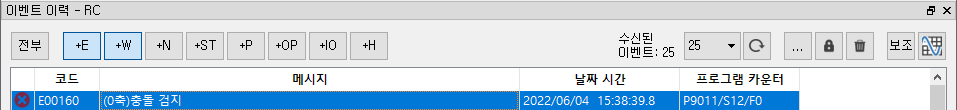 이벤트 이력 - RC
전부 +E +W +N +ST +P +OP +IO +H 수신된 이벤트: 25 25 ... 보조
코드 메시지 날짜 시간 프로그램 카운터
E00160 (0축)충돌 검지 2022/06/04 15:38:39.8 P9011/S12/F0